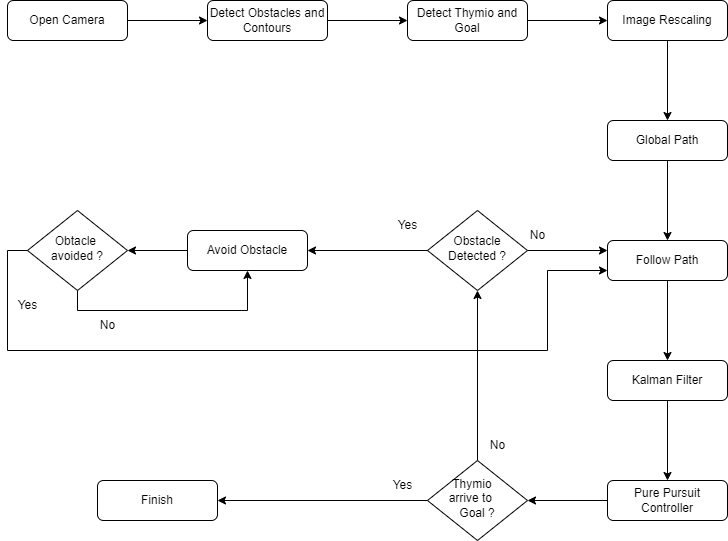 Open Camera
Detect Obstacles and
Contours
Detect Thymio and
Goal
Image Rescaling
Global Path
Obtacle
avoided ?
Avoid Obstacle
Yes
Obstacle
Detected ?
No
Follow Path
Yes
No
Kalman Filter
No
Finish
Yes
Thymio
arrive to
Goal ?
Pure Pursuit
Controller